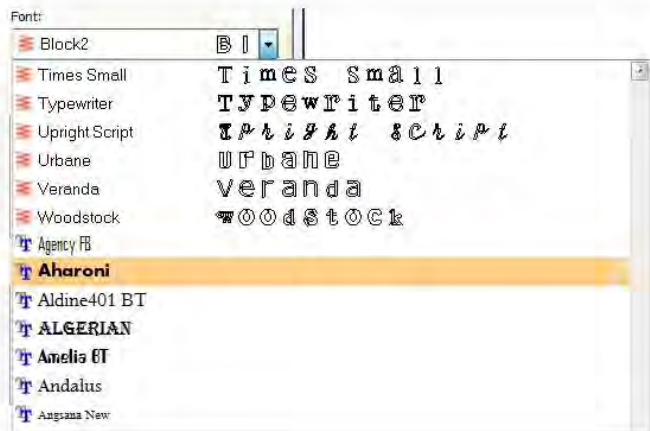 Font:
Block2 Bl
Times Small Times small
Typewriter Typewriter
Upright Script Upright Script
Urbane Urbane
Veranda Veranda
Woodstock Woodstock
Agency FB
Aharoni
Aldine401 BT
ALGERIAN
Amelia BT
Andalus
Angsana New